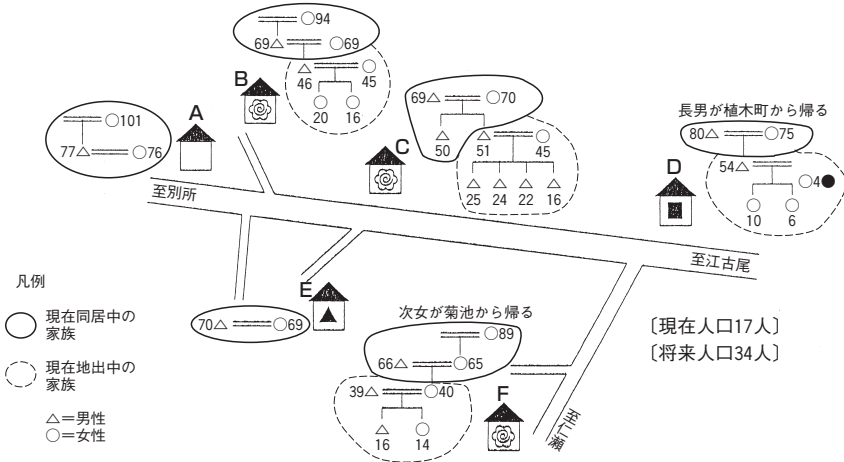 ○94
69△ ○69
B
△ ○
46 45
○ ○
20 16
○101
77△ ○76
A
69△ ○70
△ △ ○
50 51 45
C
△ △ △ △
25 24 22 16
長男が植木町から帰る
80△ ○75
D
54△
○4●
○ ○
10 6
至別所
至江古尾
E
70△ ○69
凡例
現在同居中の
家族
現在地出中の
家族
△=男性
○=女性
次女が菊池から帰る
○89
66△ ○65
39△ ○40
F
△ ○
16 14
至仁瀬
〔現在人口17人〕
〔将来人口34人〕